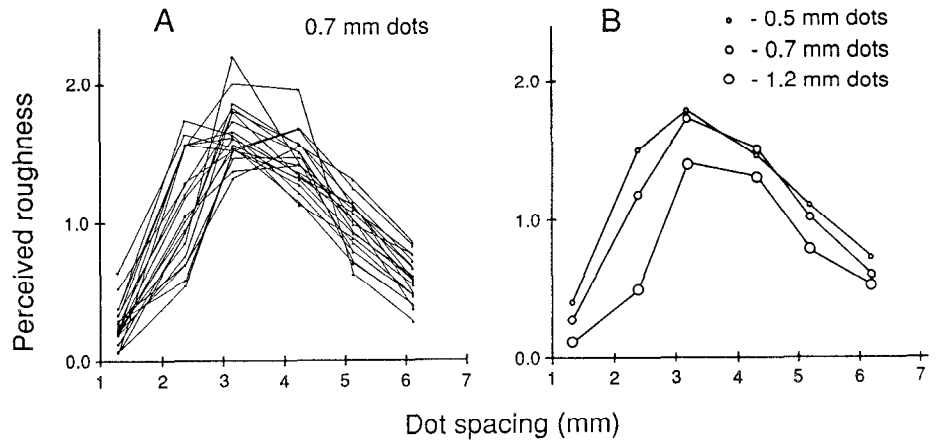 A
0.7 mm dots
B
- 0.5 mm dots
- 0.7 mm dots
- 1.2 mm dots
Perceived roughness
2.0
1.0
0.0
1 2 3 4 5 6 7
2.0
1.0
0.0
1 2 3 4 5 6 7
Dot spacing (mm)